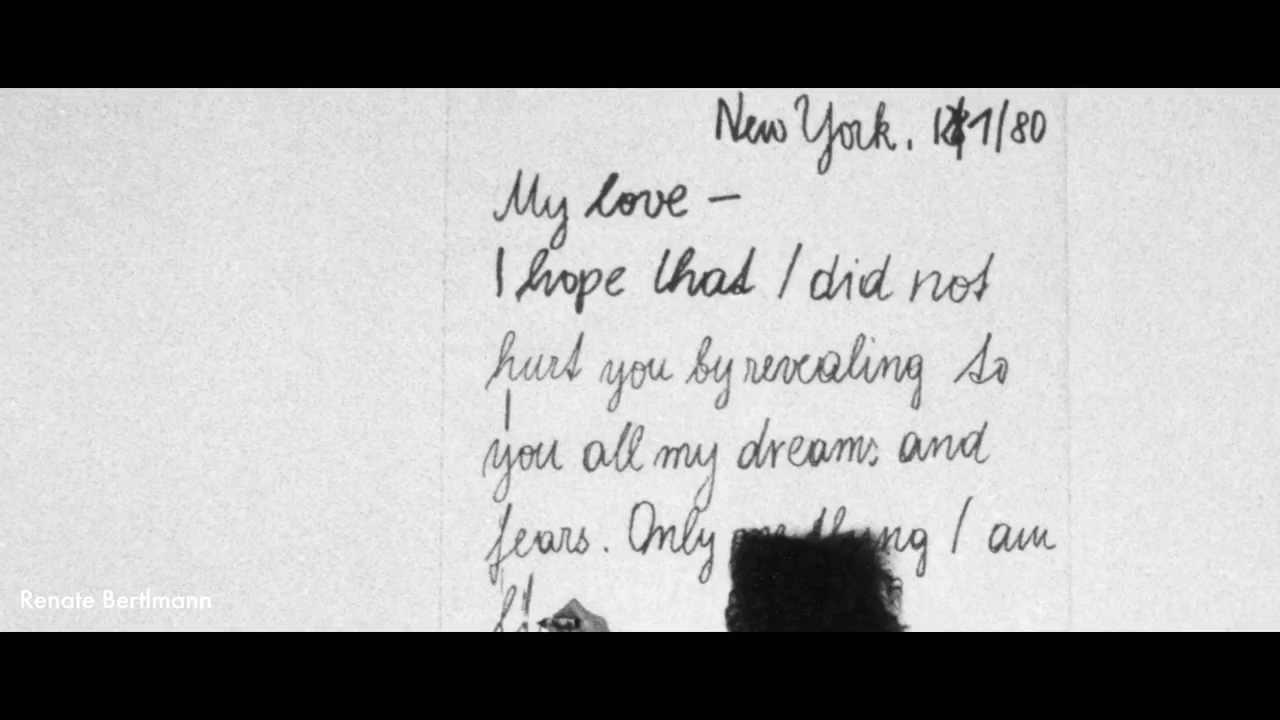 New York, 1/80
My love –
I hope that I did not
hurt you by revealing to
you all my dreams and
fears. Only one thing I am
Renate Bertlmann